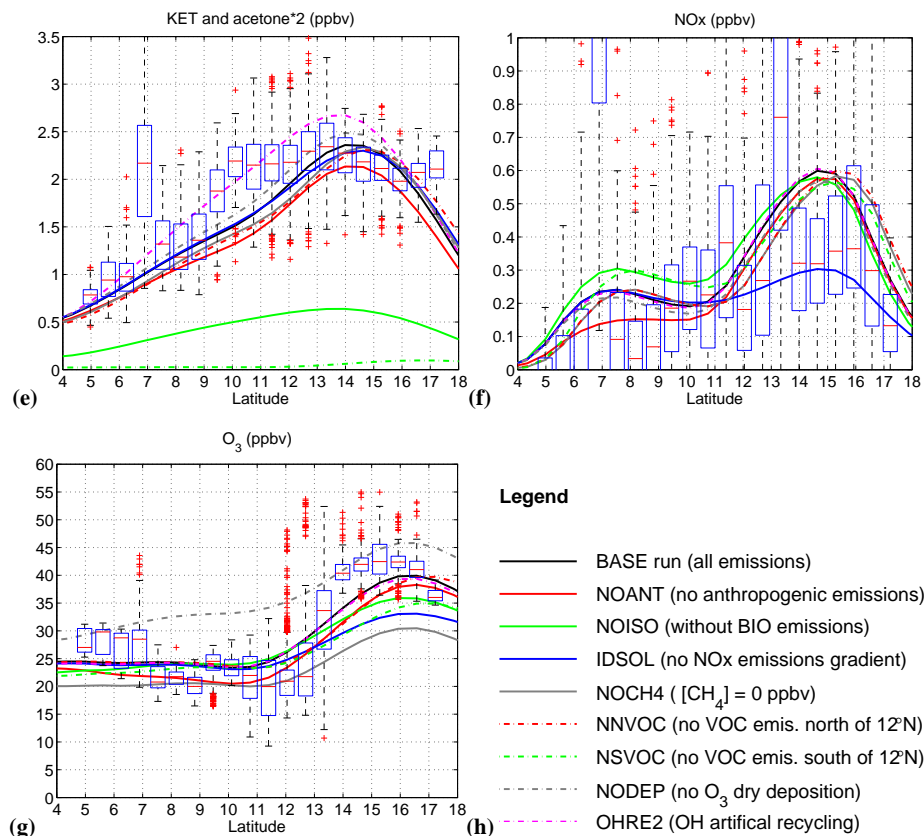 KET and acetone*2 (ppbv)
3.5
3
2.5
2
1.5
1
0.5
0
4 5 6 7 8 9 10 11 12 13 14 15 16 17 18
Latitude
(e)
NOx (ppbv)
1
0.9
0.8
0.7
0.6
0.5
0.4
0.3
0.2
0.1
0
4 5 6 7 8 9 10 11 12 13 14 15 16 17 18
Latitude
(f)
O3 (ppbv)
60
55
50
45
40
35
30
25
20
15
10
5
0
4 5 6 7 8 9 10 11 12 13 14 15 16 17 18
Latitude
(g)
Legend
BASE run (all emissions)
NOANT (no anthropogenic emissions)
NOISO (without BIO emissions)
IDSOL (no NOx emissions gradient)
NOCH4 ( [CH4] = 0 ppbv)
NNVOC (no VOC emis. north of 12°N)
NSVOC (no VOC emis. south of 12°N)
NODEP (no O3 dry deposition)
OHRE2 (OH artifical recycling)
(h)